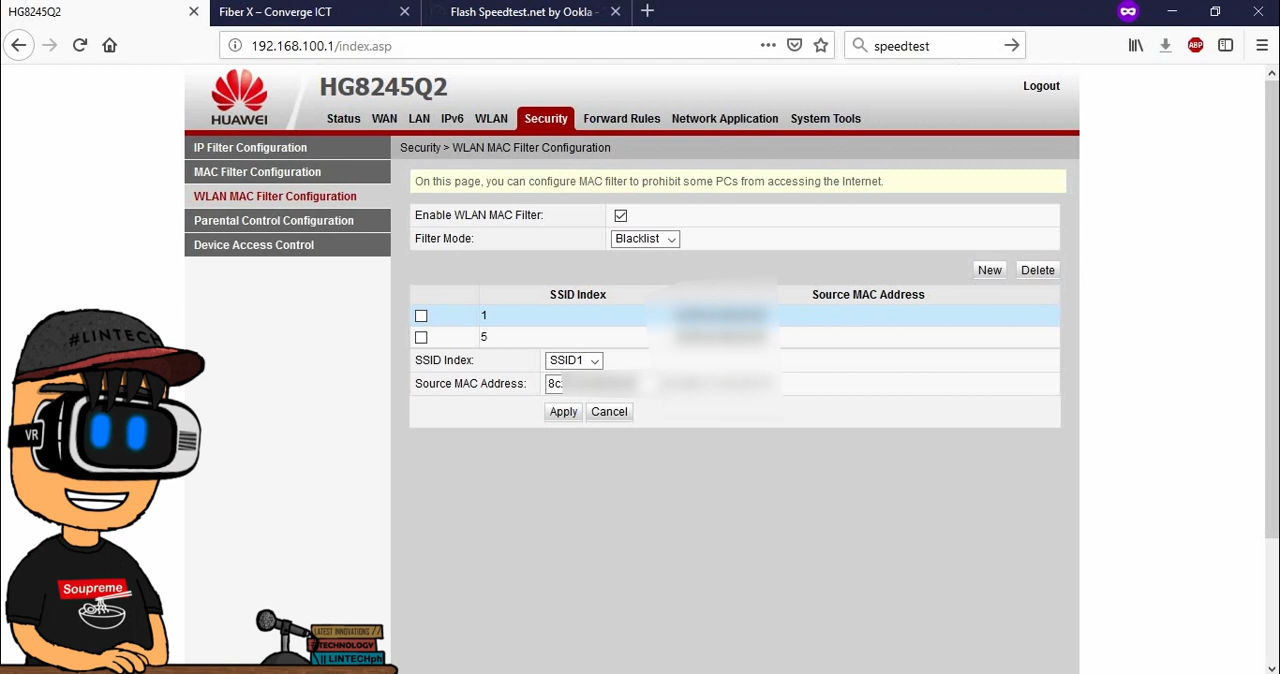 HG8245Q2
Fiber X – Converge ICT
Flash Speedtest.net by Ookla -
192.168.100.1/index.asp
speedtest
ABP
HUAWEI
HG8245Q2
Logout
Status WAN LAN IPv6 WLAN Security Forward Rules Network Application System Tools
IP Filter Configuration
MAC Filter Configuration
WLAN MAC Filter Configuration
Parental Control Configuration
Device Access Control
Security > WLAN MAC Filter Configuration
On this page, you can configure MAC filter to prohibit some PCs from accessing the Internet.
Enable WLAN MAC Filter:
Filter Mode: Blacklist
New Delete
SSID Index Source MAC Address
1
5
SSID Index: SSID1
Source MAC Address: 8c:
Apply Cancel
#LINTECH
VR
Soupreme
LATEST INNOVATIONS //
#TECHNOLOGY
LINTECHph